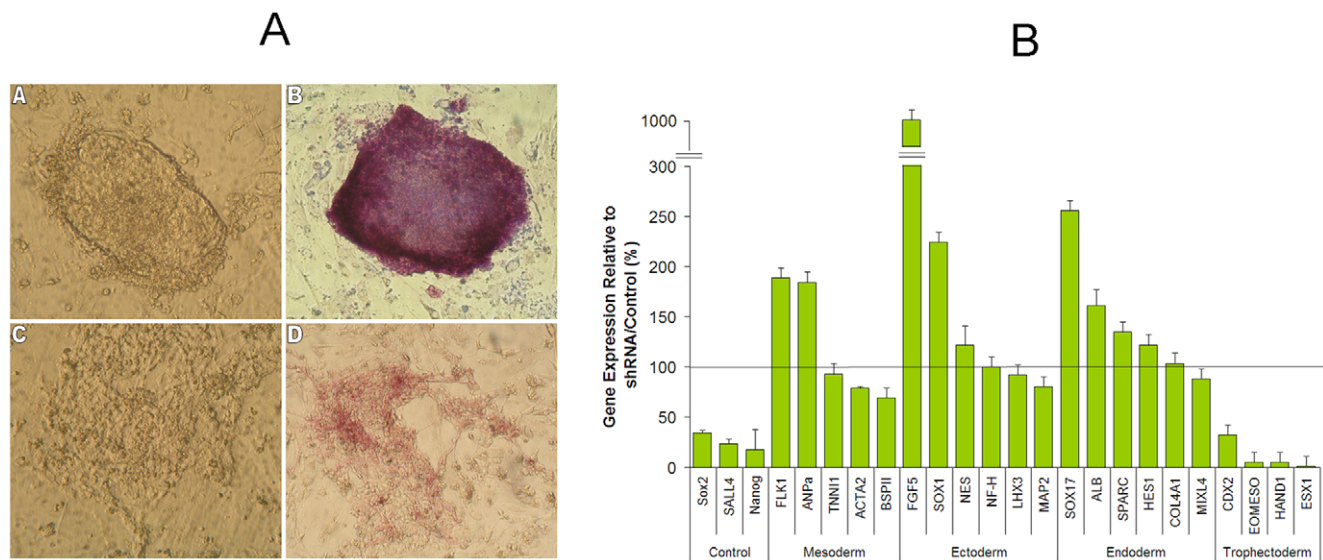 A
B
A
B
C
D
Gene Expression Relative to
shRNA/Control (%)
1000
300
250
200
150
100
50
0
Sox2
SALL4
Nanog
FLK1
ANPa
TNNI1
ACTA2
BSPII
FGF5
SOX1
NES
NF-H
LHX3
MAP2
SOX17
ALB
SPARC
HES1
COL4A1
MIXL4
CDX2
EOMESO
HAND1
ESX1
Control
Mesoderm
Ectoderm
Endoderm
Trophectoderm